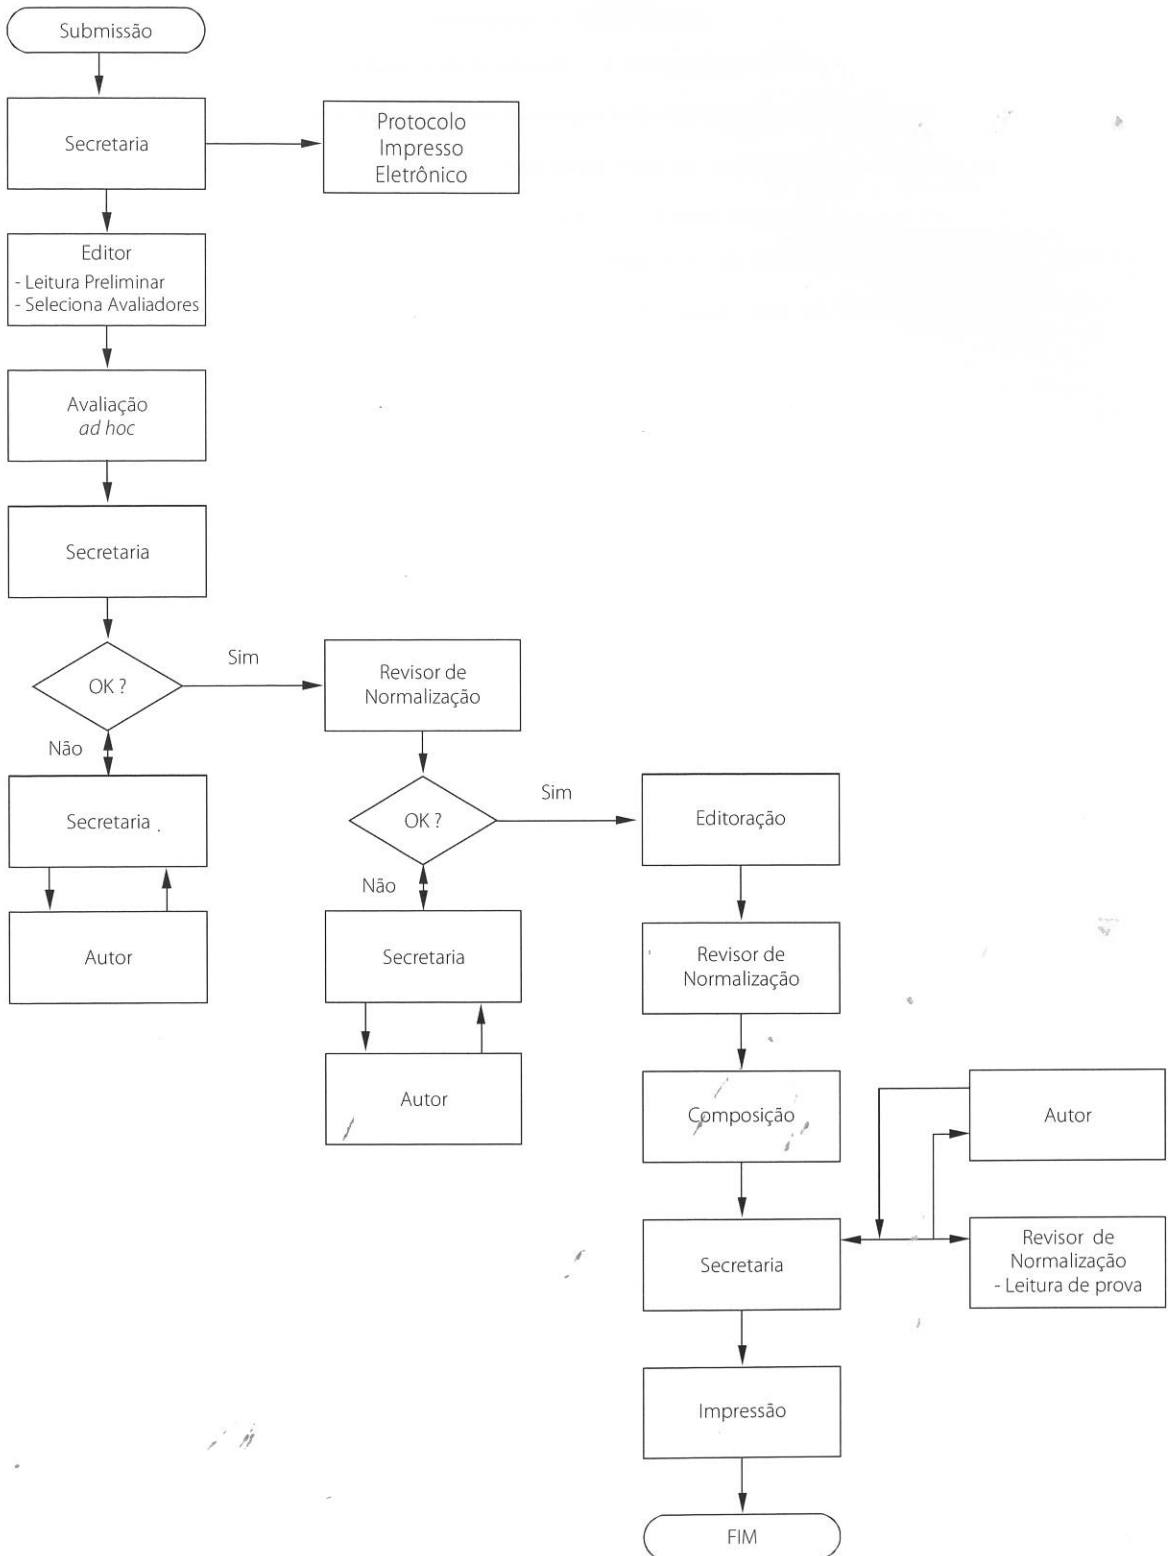 Submissão
Secretaria
Protocolo
Impresso
Eletrônico
Editor
- Leitura Preliminar
- Seleciona Avaliadores
Avaliação
ad hoc
Secretaria
OK ?
Sim
Revisor de
Normalização
Não
Secretaria
Autor
OK ?
Sim
Editoração
Não
Secretaria
Autor
Revisor de
Normalização
Composição
Autor
Secretaria
Revisor de
Normalização
- Leitura de prova
Impressão
FIM